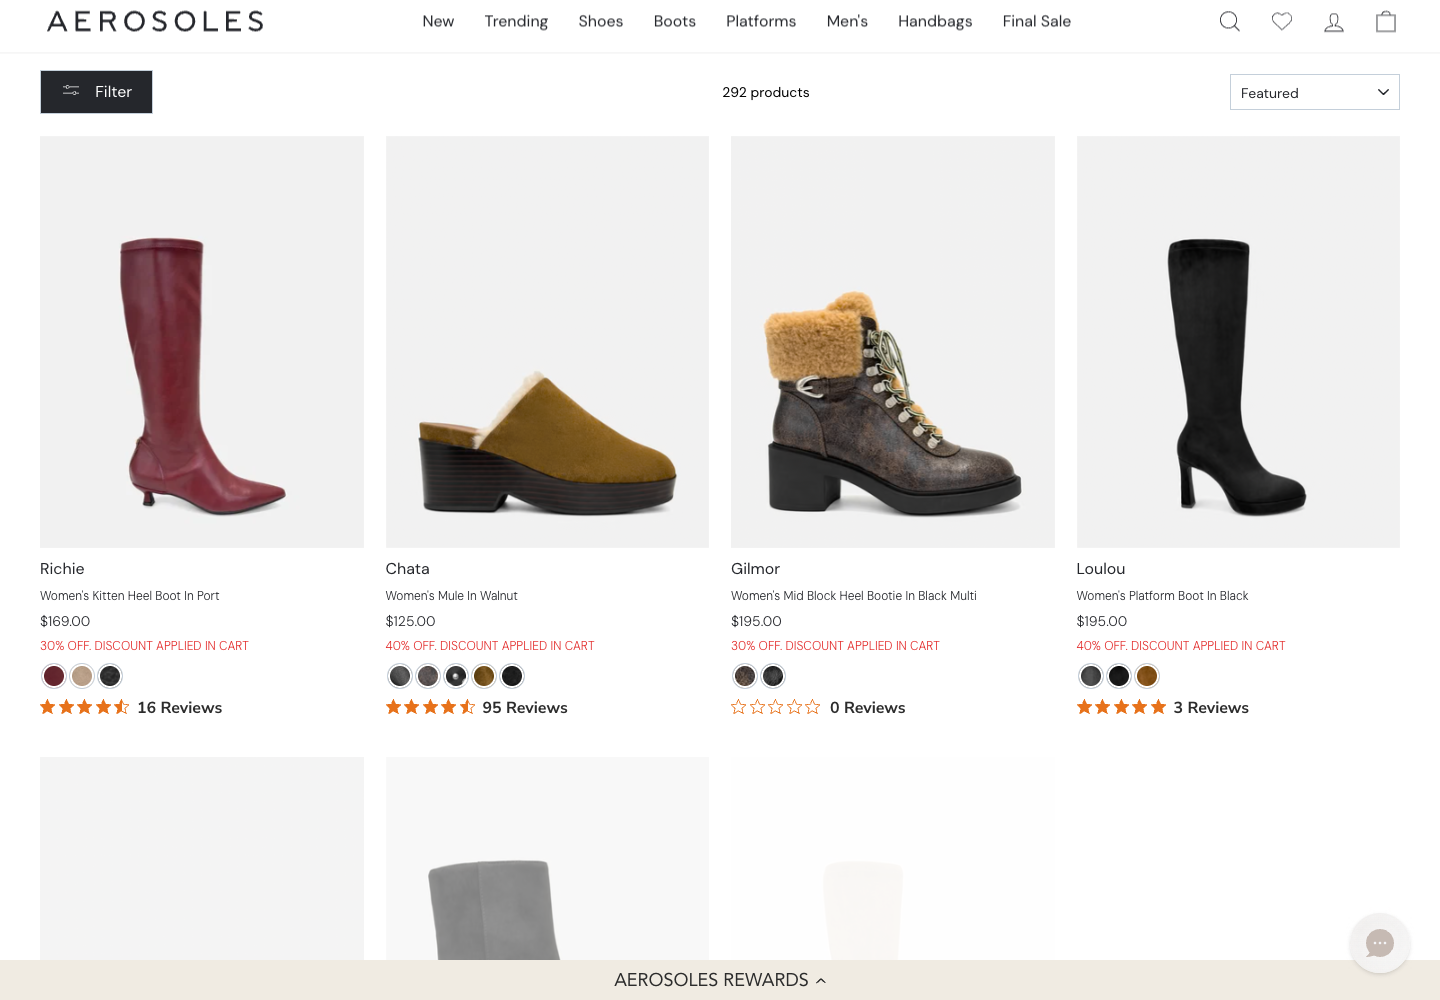 AEROSOLES
New Trending Shoes Boots Platforms Men's Handbags Final Sale
Filter
292 products
Featured
Richie
Women's Kitten Heel Boot In Port
$169.00
30% OFF. DISCOUNT APPLIED IN CART
16 Reviews
Chata
Women's Mule In Walnut
$125.00
40% OFF. DISCOUNT APPLIED IN CART
95 Reviews
Gilmor
Women's Mid Block Heel Bootie In Black Multi
$195.00
30% OFF. DISCOUNT APPLIED IN CART
0 Reviews
Loulou
Women's Platform Boot In Black
$195.00
40% OFF. DISCOUNT APPLIED IN CART
3 Reviews
AEROSOLES REWARDS